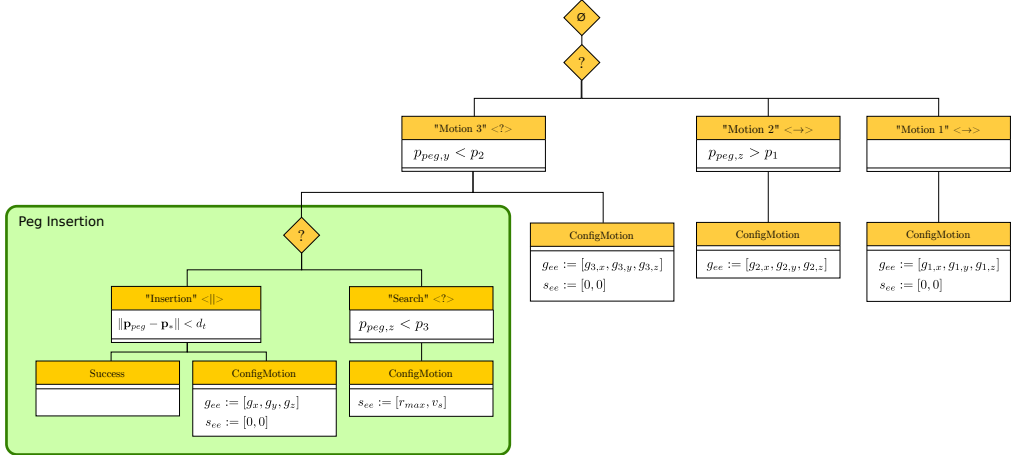 Ø
?
"Motion 3" <?>
p_{peg,y} < p_2
"Motion 2" <→>
p_{peg,z} > p_1
"Motion 1" <→>
Peg Insertion
?
ConfigMotion
g_{ee} := [g_{3,x}, g_{3,y}, g_{3,z}]
s_{ee} := [0, 0]
ConfigMotion
g_{ee} := [g_{2,x}, g_{2,y}, g_{2,z}]
ConfigMotion
g_{ee} := [g_{1,x}, g_{1,y}, g_{1,z}]
s_{ee} := [0, 0]
"Insertion" <||>
‖p_{peg} − p_*‖ < d_t
"Search" <?>
p_{peg,z} < p_3
Success
ConfigMotion
g_{ee} := [g_x, g_y, g_z]
s_{ee} := [0, 0]
ConfigMotion
s_{ee} := [r_{max}, v_s]